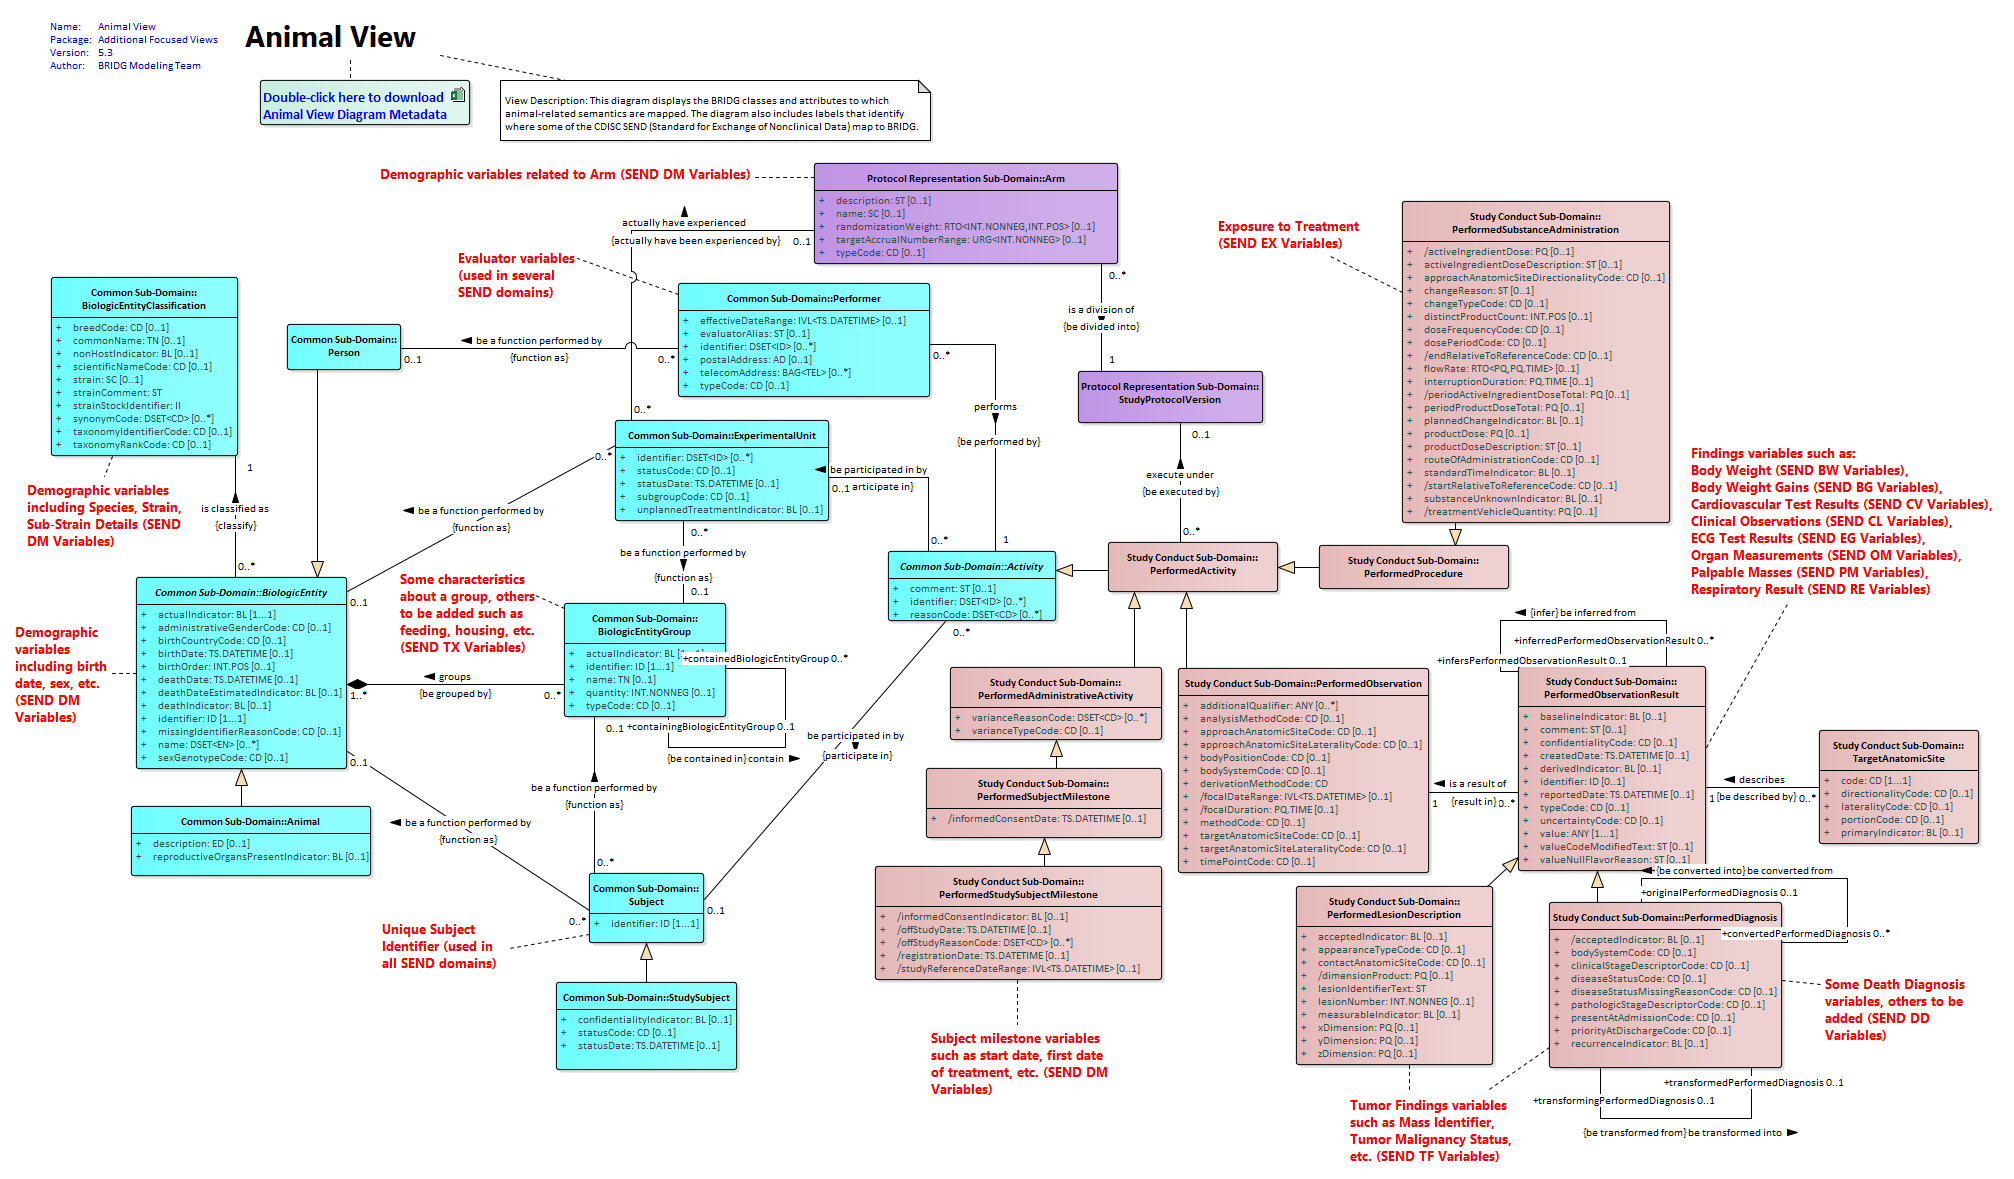 Name: Animal View
Package: Additional Focused Views
Version: 5.3
Author: BRIDG Modeling Team
Animal View
Double-click here to download
Animal View Diagram Metadata
View Description: This diagram displays the BRIDG classes and attributes to which
animal-related semantics are mapped. The diagram also includes labels that identify
where some of the CDISC SEND (Standard for Exchange of Nonclinical Data) map to BRIDG.
Demographic variables related to Arm (SEND DM Variables)
Protocol Representation Sub-Domain::Arm
+ description: ST [0..1]
+ name: SC [0..1]
+ randomizationWeight: RTO<INT.NONNEG,INT.POS> [0..1]
+ targetAccrualNumberRange: URG<INT.NONNEG> [0..1]
+ typeCode: CD [0..1]
actually have experienced
{actually have been experienced by}
0..1
0..*
is a division of
{be divided into}
1
Evaluator variables
(used in several
SEND domains)
Common Sub-Domain::Performer
+ effectiveDateRange: IVL<TS.DATETIME> [0..1]
+ evaluatorAlias: ST [0..1]
+ identifier: DSET<ID> [0..*]
+ postalAddress: AD [0..1]
+ telecomAddress: BAG<TEL> [0..*]
+ typeCode: CD [0..1]
Common Sub-Domain::
BiologicEntityClassification
+ breedCode: CD [0..1]
+ commonName: TN [0..1]
+ nonHostIndicator: BL [0..1]
+ scientificNameCode: CD [0..1]
+ strain: SC [0..1]
+ strainComment: ST
+ strainStockIdentifier: II
+ synonymCode: DSET<CD> [0..*]
+ taxonomyIdentifierCode: CD [0..1]
+ taxonomyRankCode: CD [0..1]
Common Sub-Domain::
Person
be a function performed by
{function as}
0..1
0..*
0..*
performs
{be performed by}
1
Protocol Representation Sub-Domain::
StudyProtocolVersion
0..1
execute under
{be executed by}
0..*
Exposure to Treatment
(SEND EX Variables)
Study Conduct Sub-Domain::
PerformedSubstanceAdministration
+ /activeIngredientDose: PQ [0..1]
+ activeIngredientDoseDescription: ST [0..1]
+ approachAnatomicSiteDirectionalityCode: CD [0..1]
+ changeReason: ST [0..1]
+ changeTypeCode: CD [0..1]
+ distinctProductCount: INT.POS [0..1]
+ doseFrequencyCode: CD [0..1]
+ dosePeriodCode: CD [0..1]
+ /endRelativeToReferenceCode: CD [0..1]
+ flowRate: RTO<PQ,PQ.TIME> [0..1]
+ interruptionDuration: PQ.TIME [0..1]
+ /periodActiveIngredientDoseTotal: PQ [0..1]
+ periodProductDoseTotal: PQ [0..1]
+ plannedChangeIndicator: BL [0..1]
+ productDose: PQ [0..1]
+ productDoseDescription: ST [0..1]
+ routeOfAdministrationCode: CD [0..1]
+ standardTimeIndicator: BL [0..1]
+ /startRelativeToReferenceCode: CD [0..1]
+ substanceUnknownIndicator: BL [0..1]
+ /treatmentVehicleQuantity: PQ [0..1]
Findings variables such as:
Body Weight (SEND BW Variables),
Body Weight Gains (SEND BG Variables),
Cardiovascular Test Results (SEND CV Variables),
Clinical Observations (SEND CL Variables),
ECG Test Results (SEND EG Variables),
Organ Measurements (SEND OM Variables),
Palpable Masses (SEND PM Variables),
Respiratory Result (SEND RE Variables)
0..*
Common Sub-Domain::ExperimentalUnit
+ identifier: DSET<ID> [0..*]
+ statusCode: CD [0..1]
+ statusDate: TS.DATETIME [0..1]
+ subgroupCode: CD [0..1]
+ unplannedTreatmentIndicator: BL [0..1]
0..*
be participated in by
0..1 articipate in}
0..*
be a function performed by
{function as}
0..1
0..*
be a function performed by
{function as}
0..1
Demographic variables
including Species, Strain,
Sub-Strain Details (SEND
DM Variables)
1
is classified as
{classify}
0..*
Common Sub-Domain::Activity
+ comment: ST [0..1]
+ identifier: DSET<ID> [0..*]
+ reasonCode: DSET<CD> [0..*]
0..*
Study Conduct Sub-Domain::
PerformedActivity
Study Conduct Sub-Domain::
PerformedProcedure
Demographic
variables
including birth
date, sex, etc.
(SEND DM
Variables)
Common Sub-Domain::BiologicEntity
+ actualIndicator: BL [1...1]
+ administrativeGenderCode: CD [0..1]
+ birthCountryCode: CD [0..1]
+ birthDate: TS.DATETIME [0..1]
+ birthOrder: INT.POS [0..1]
+ deathDate: TS.DATETIME [0..1]
+ deathDateEstimatedIndicator: BL [0..1]
+ deathIndicator: BL [0..1]
+ identifier: ID [1...1]
+ missingIdentifierReasonCode: CD [0..1]
+ name: DSET<EN> [0..*]
+ sexGenotypeCode: CD [0..1]
Some characteristics
about a group, others
to be added such as
feeding, housing, etc.
(SEND TX Variables)
Common Sub-Domain::
BiologicEntityGroup
+ actualIndicator: BL [1...1]
+ identifier: ID [1...1]
+ name: TN [0..1]
+ quantity: INT.NONNEG [0..1]
+ typeCode: CD [0..1]
+containedBiologicEntityGroup 0..*
+containingBiologicEntityGroup 0..1
{be contained in} contain
groups
{be grouped by}
1..*
0..*
0..1
0..1
be a function performed by
{function as}
0..*
be participated in by
{participate in}
0..1
Common Sub-Domain::Animal
+ description: ED [0..1]
+ reproductiveOrgansPresentIndicator: BL [0..1]
be a function performed by
{function as}
0..*
Common Sub-Domain::
Subject
+ identifier: ID [1...1]
Unique Subject
Identifier (used in
all SEND domains)
Common Sub-Domain::StudySubject
+ confidentialityIndicator: BL [0..1]
+ statusCode: CD [0..1]
+ statusDate: TS.DATETIME [0..1]
Study Conduct Sub-Domain::
PerformedAdministrativeActivity
+ varianceReasonCode: DSET<CD> [0..*]
+ varianceTypeCode: CD [0..1]
Study Conduct Sub-Domain::
PerformedSubjectMilestone
+ /informedConsentDate: TS.DATETIME [0..1]
Study Conduct Sub-Domain::
PerformedStudySubjectMilestone
+ /informedConsentIndicator: BL [0..1]
+ /offStudyDate: TS.DATETIME [0..1]
+ /offStudyReasonCode: DSET<CD> [0..*]
+ /registrationDate: TS.DATETIME [0..1]
+ /studyReferenceDateRange: IVL<TS.DATETIME> [0..1]
Subject milestone variables
such as start date, first date
of treatment, etc. (SEND DM
Variables)
Study Conduct Sub-Domain::PerformedObservation
+ additionalQualifier: ANY [0..*]
+ analysisMethodCode: CD [0..1]
+ approachAnatomicSiteCode: CD [0..1]
+ approachAnatomicSiteLateralityCode: CD [0..1]
+ bodyPositionCode: CD [0..1]
+ bodySystemCode: CD [0..1]
+ derivationMethodCode: CD
+ /focalDateRange: IVL<TS.DATETIME> [0..1]
+ /focalDuration: PQ.TIME [0..1]
+ methodCode: CD [0..1]
+ targetAnatomicSiteCode: CD [0..1]
+ targetAnatomicSiteLateralityCode: CD [0..1]
+ timePointCode: CD [0..1]
is a result of
{result in}
1
0..*
{infer} be inferred from
+inferredPerformedObservationResult 0..*
+infersPerformedObservationResult 0..1
Study Conduct Sub-Domain::
PerformedObservationResult
+ baselineIndicator: BL [0..1]
+ comment: ST [0..1]
+ confidentialityCode: CD [0..1]
+ createdDate: TS.DATETIME [0..1]
+ derivedIndicator: BL [0..1]
+ identifier: ID [0..1]
+ reportedDate: TS.DATETIME [0..1]
+ typeCode: CD [0..1]
+ uncertaintyCode: CD [0..1]
+ value: ANY [1...1]
+ valueCodeModifiedText: ST [0..1]
+ valueNullFlavorReason: ST [0..1]
describes
{be described by}
1
0..*
Study Conduct Sub-Domain::
TargetAnatomicSite
+ code: CD [1...1]
+ directionalityCode: CD [0..1]
+ lateralityCode: CD [0..1]
+ portionCode: CD [0..1]
+ primaryIndicator: BL [0..1]
Study Conduct Sub-Domain::
PerformedLesionDescription
+ acceptedIndicator: BL [0..1]
+ appearanceTypeCode: CD [0..1]
+ contactAnatomicSiteCode: CD [0..1]
+ /dimensionProduct: PQ [0..1]
+ lesionIdentifierText: ST
+ lesionNumber: INT.NONNEG [0..1]
+ measurableIndicator: BL [0..1]
+ xDimension: PQ [0..1]
+ yDimension: PQ [0..1]
+ zDimension: PQ [0..1]
{be converted into} be converted from
+originalPerformedDiagnosis 0..1
+convertedPerformedDiagnosis 0..*
Study Conduct Sub-Domain::PerformedDiagnosis
+ /acceptedIndicator: BL [0..1]
+ bodySystemCode: CD [0..1]
+ clinicalStageDescriptorCode: CD [0..1]
+ diseaseStatusCode: CD [0..1]
+ diseaseStatusMissingReasonCode: CD [0..1]
+ pathologicStageDescriptorCode: CD [0..1]
+ presentAtAdmissionCode: CD [0..1]
+ priorityAtDischargeCode: CD [0..1]
+ recurrenceIndicator: BL [0..1]
Some Death Diagnosis
variables, others to be
added (SEND DD
Variables)
+transformedPerformedDiagnosis 0..1
+transformingPerformedDiagnosis 0..1
{be transformed from} be transformed into
Tumor Findings variables
such as Mass Identifier,
Tumor Malignancy Status,
etc. (SEND TF Variables)